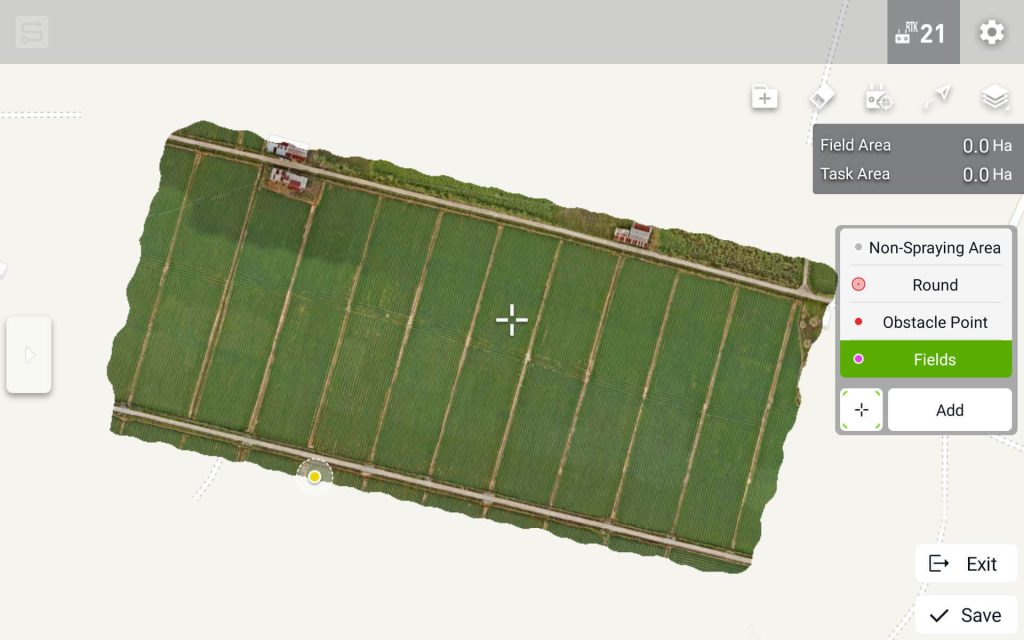 RTK 21
Field Area 0.0 Ha
Task Area 0.0 Ha
Non-Spraying Area
Round
Obstacle Point
Fields
Add
Exit
Save